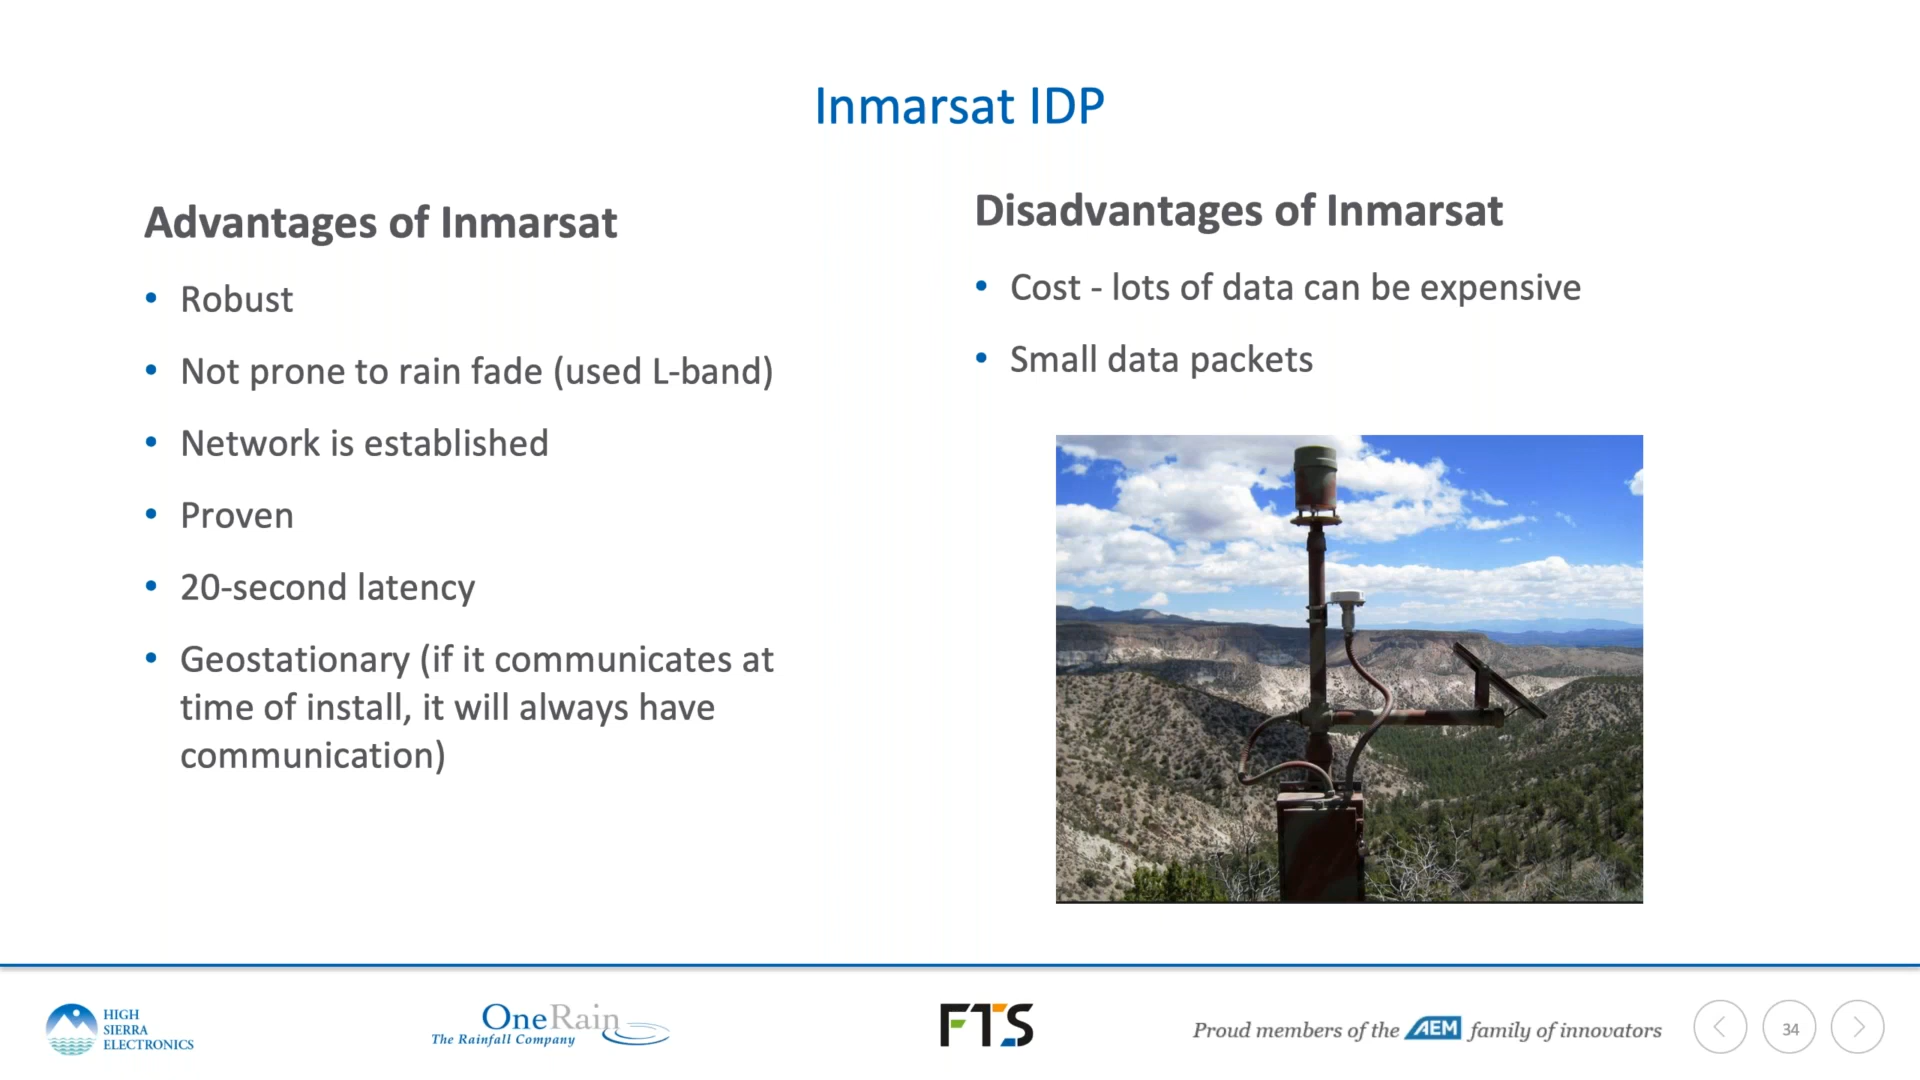 Inmarsat IDP
Advantages of Inmarsat
• Robust
• Not prone to rain fade (used L-band)
• Network is established
• Proven
• 20-second latency
• Geostationary (if it communicates at
time of install, it will always have
communication)
Disadvantages of Inmarsat
• Cost - lots of data can be expensive
• Small data packets
HIGH
SIERRA
ELECTRONICS
OneRain
The Rainfall Company
FTS
Proud members of the AEM family of innovators
34